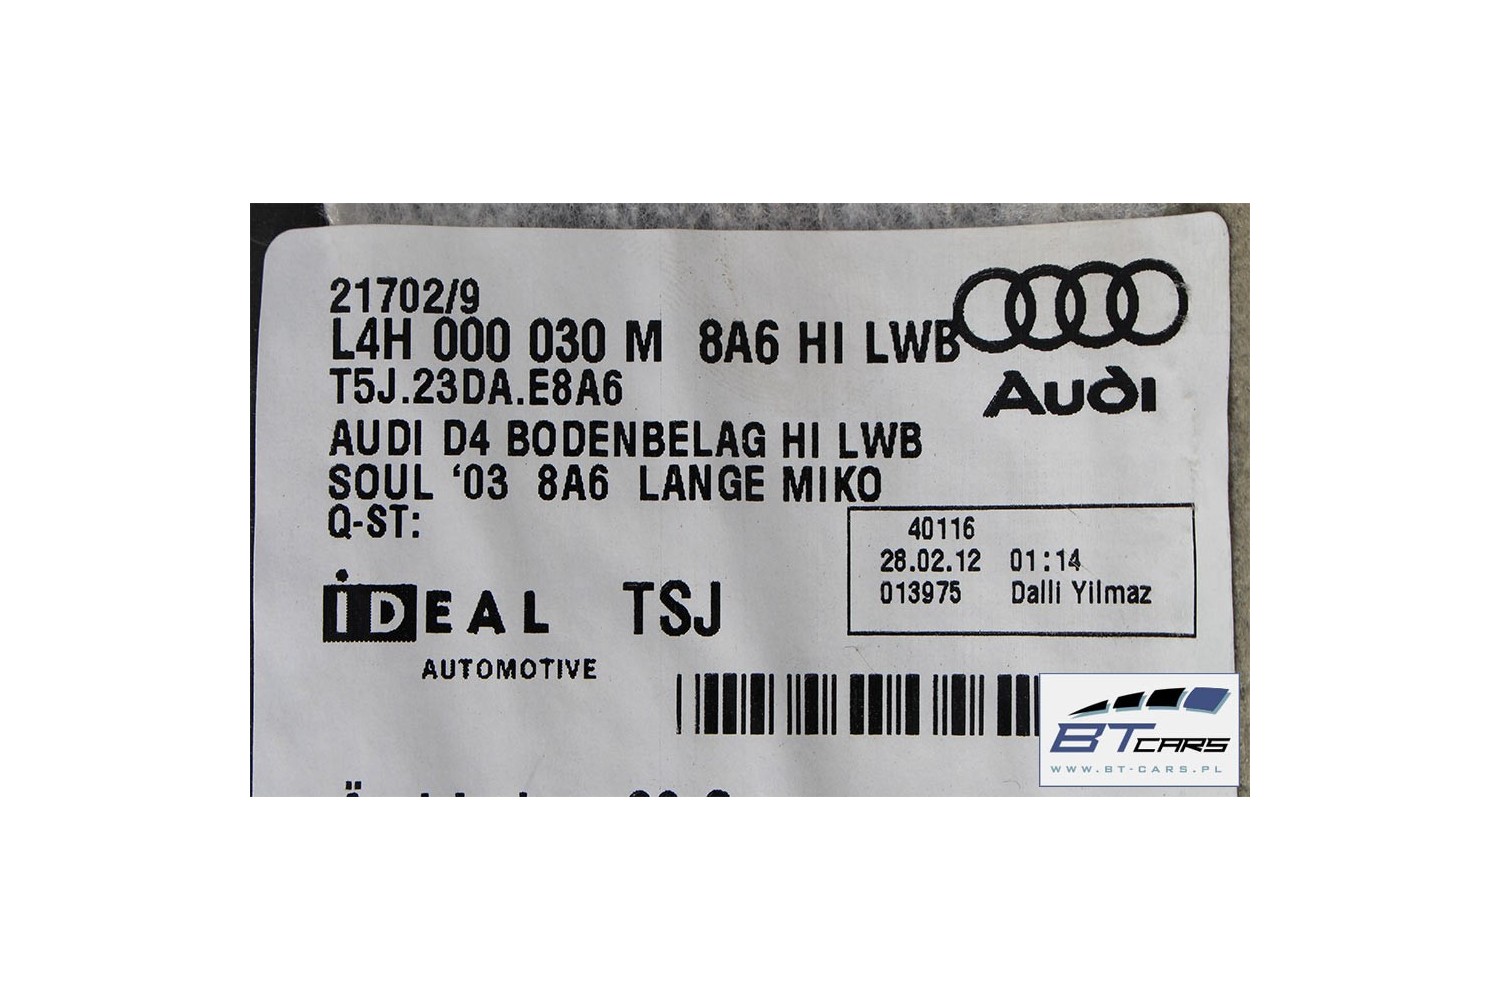 21702/9
L4H 000 030 M 8A6 HI LWB
T5J.23DA.E8A6
Audi
AUDI D4 BODENBELAG HI LWB
SOUL '03 8A6 LANGE MIKO
Q-ST:
40116
28.02.12 01:14
013975 Dalli Yilmaz
iDEAL TSJ
AUTOMOTIVE
BT CARS
WWW.BT-CARS.PL